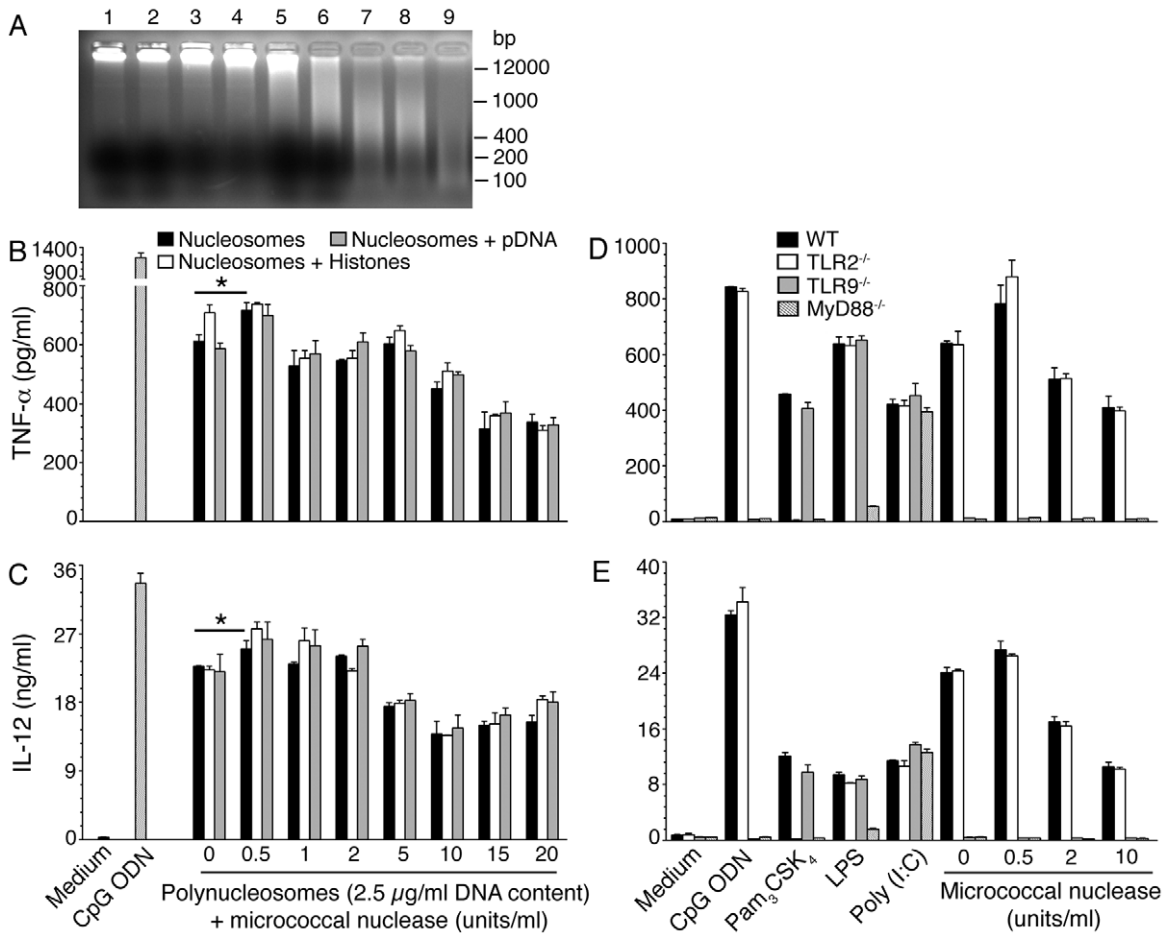 A
1 2 3 4 5 6 7 8 9
bp
12000
1000
400
200
100
B
Nucleosomes
Nucleosomes + pDNA
Nucleosomes + Histones
TNF-α (pg/ml)
1400
900
800
600
400
200
0
*
C
IL-12 (ng/ml)
36
27
18
9
0
*
Medium
CpG ODN
0 0.5 1 2 5 10 15 20
Polynucleosomes (2.5 µg/ml DNA content)
+ micrococcal nuclease (units/ml)
D
WT
TLR2-/-
TLR9-/-
MyD88-/-
1000
800
600
400
200
0
E
40
32
24
16
8
0
Medium
CpG ODN
Pam3CSK4
LPS
Poly (I:C)
0 0.5 2 10
Micrococcal nuclease
(units/ml)